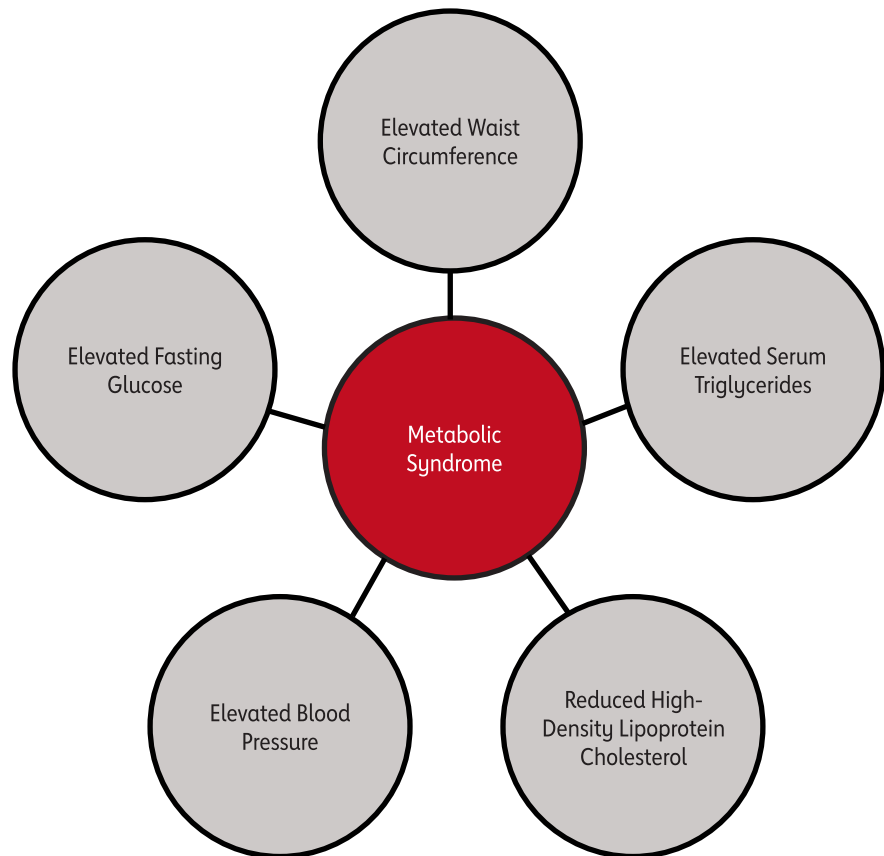 Elevated Waist
Circumference
Elevated Fasting
Glucose
Elevated Serum
Triglycerides
Metabolic
Syndrome
Elevated Blood
Pressure
Reduced High-
Density Lipoprotein
Cholesterol